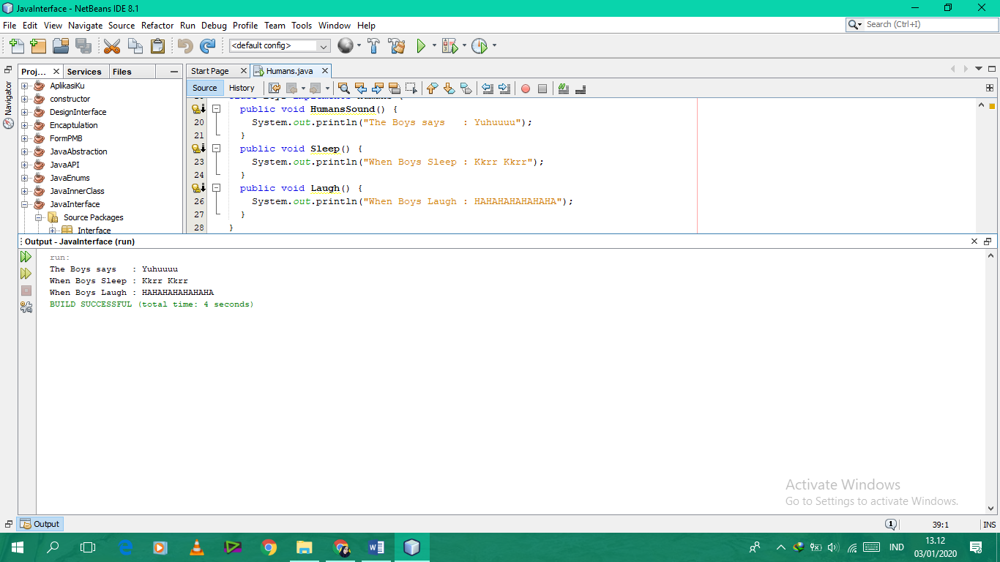 JavaInterface - NetBeans IDE 8.1
File Edit View Navigate Source Refactor Run Debug Profile Team Tools Window Help
Search (Ctrl+I)
<default config>
Proj... Services Files
Navigator
AplikasiKu
constructor
DesignInterface
Encaptulation
FormPMB
JavaAbstraction
JavaAPI
JavaEnums
JavaInnerClass
JavaInterface
Source Packages
Interface
Start Page Humans.java
Source History
public void HumansSound() {
20 System.out.println("The Boys says   : Yuhuuuu");
21 }
public void Sleep() {
23 System.out.println("When Boys Sleep : Kkrr Kkrr");
24 }
public void Laugh() {
26 System.out.println("When Boys Laugh : HAHAHAHAHAHAHA");
27 }
28 }
Output - JavaInterface (run)
run:
The Boys says   : Yuhuuuu
When Boys Sleep : Kkrr Kkrr
When Boys Laugh : HAHAHAHAHAHAHA
BUILD SUCCESSFUL (total time: 4 seconds)
Activate Windows
Go to Settings to activate Windows.
Output
1 39:1 INS
IND
13.12
03/01/2020